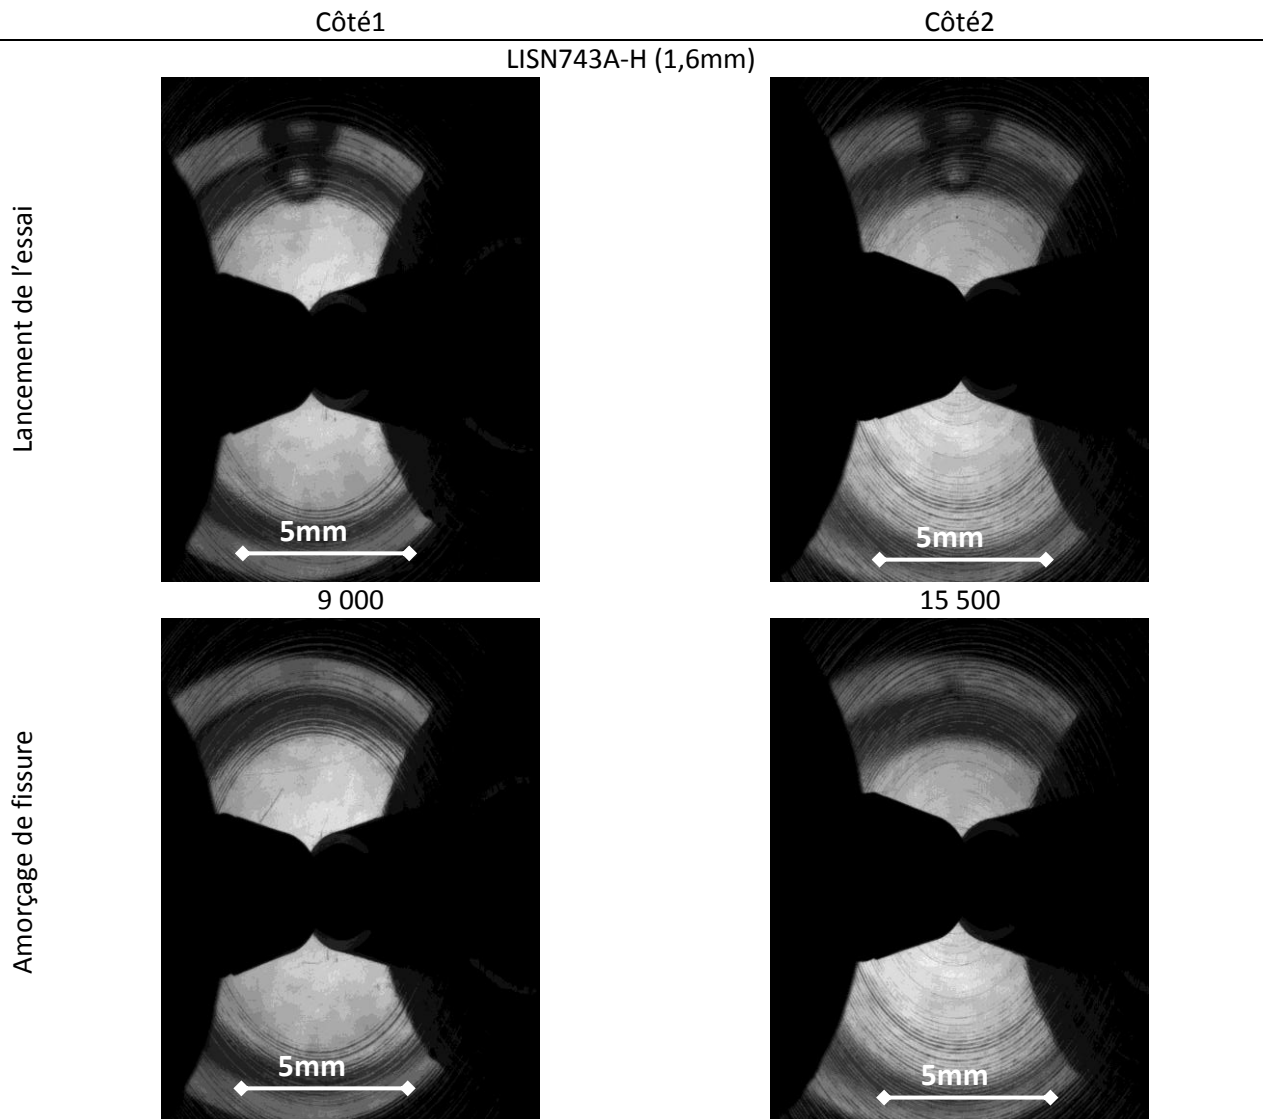 Côté1
Côté2
LISN743A-H (1,6mm)
Lancement de l’essai
5mm
5mm
9 000
15 500
Amorçage de fissure
5mm
5mm